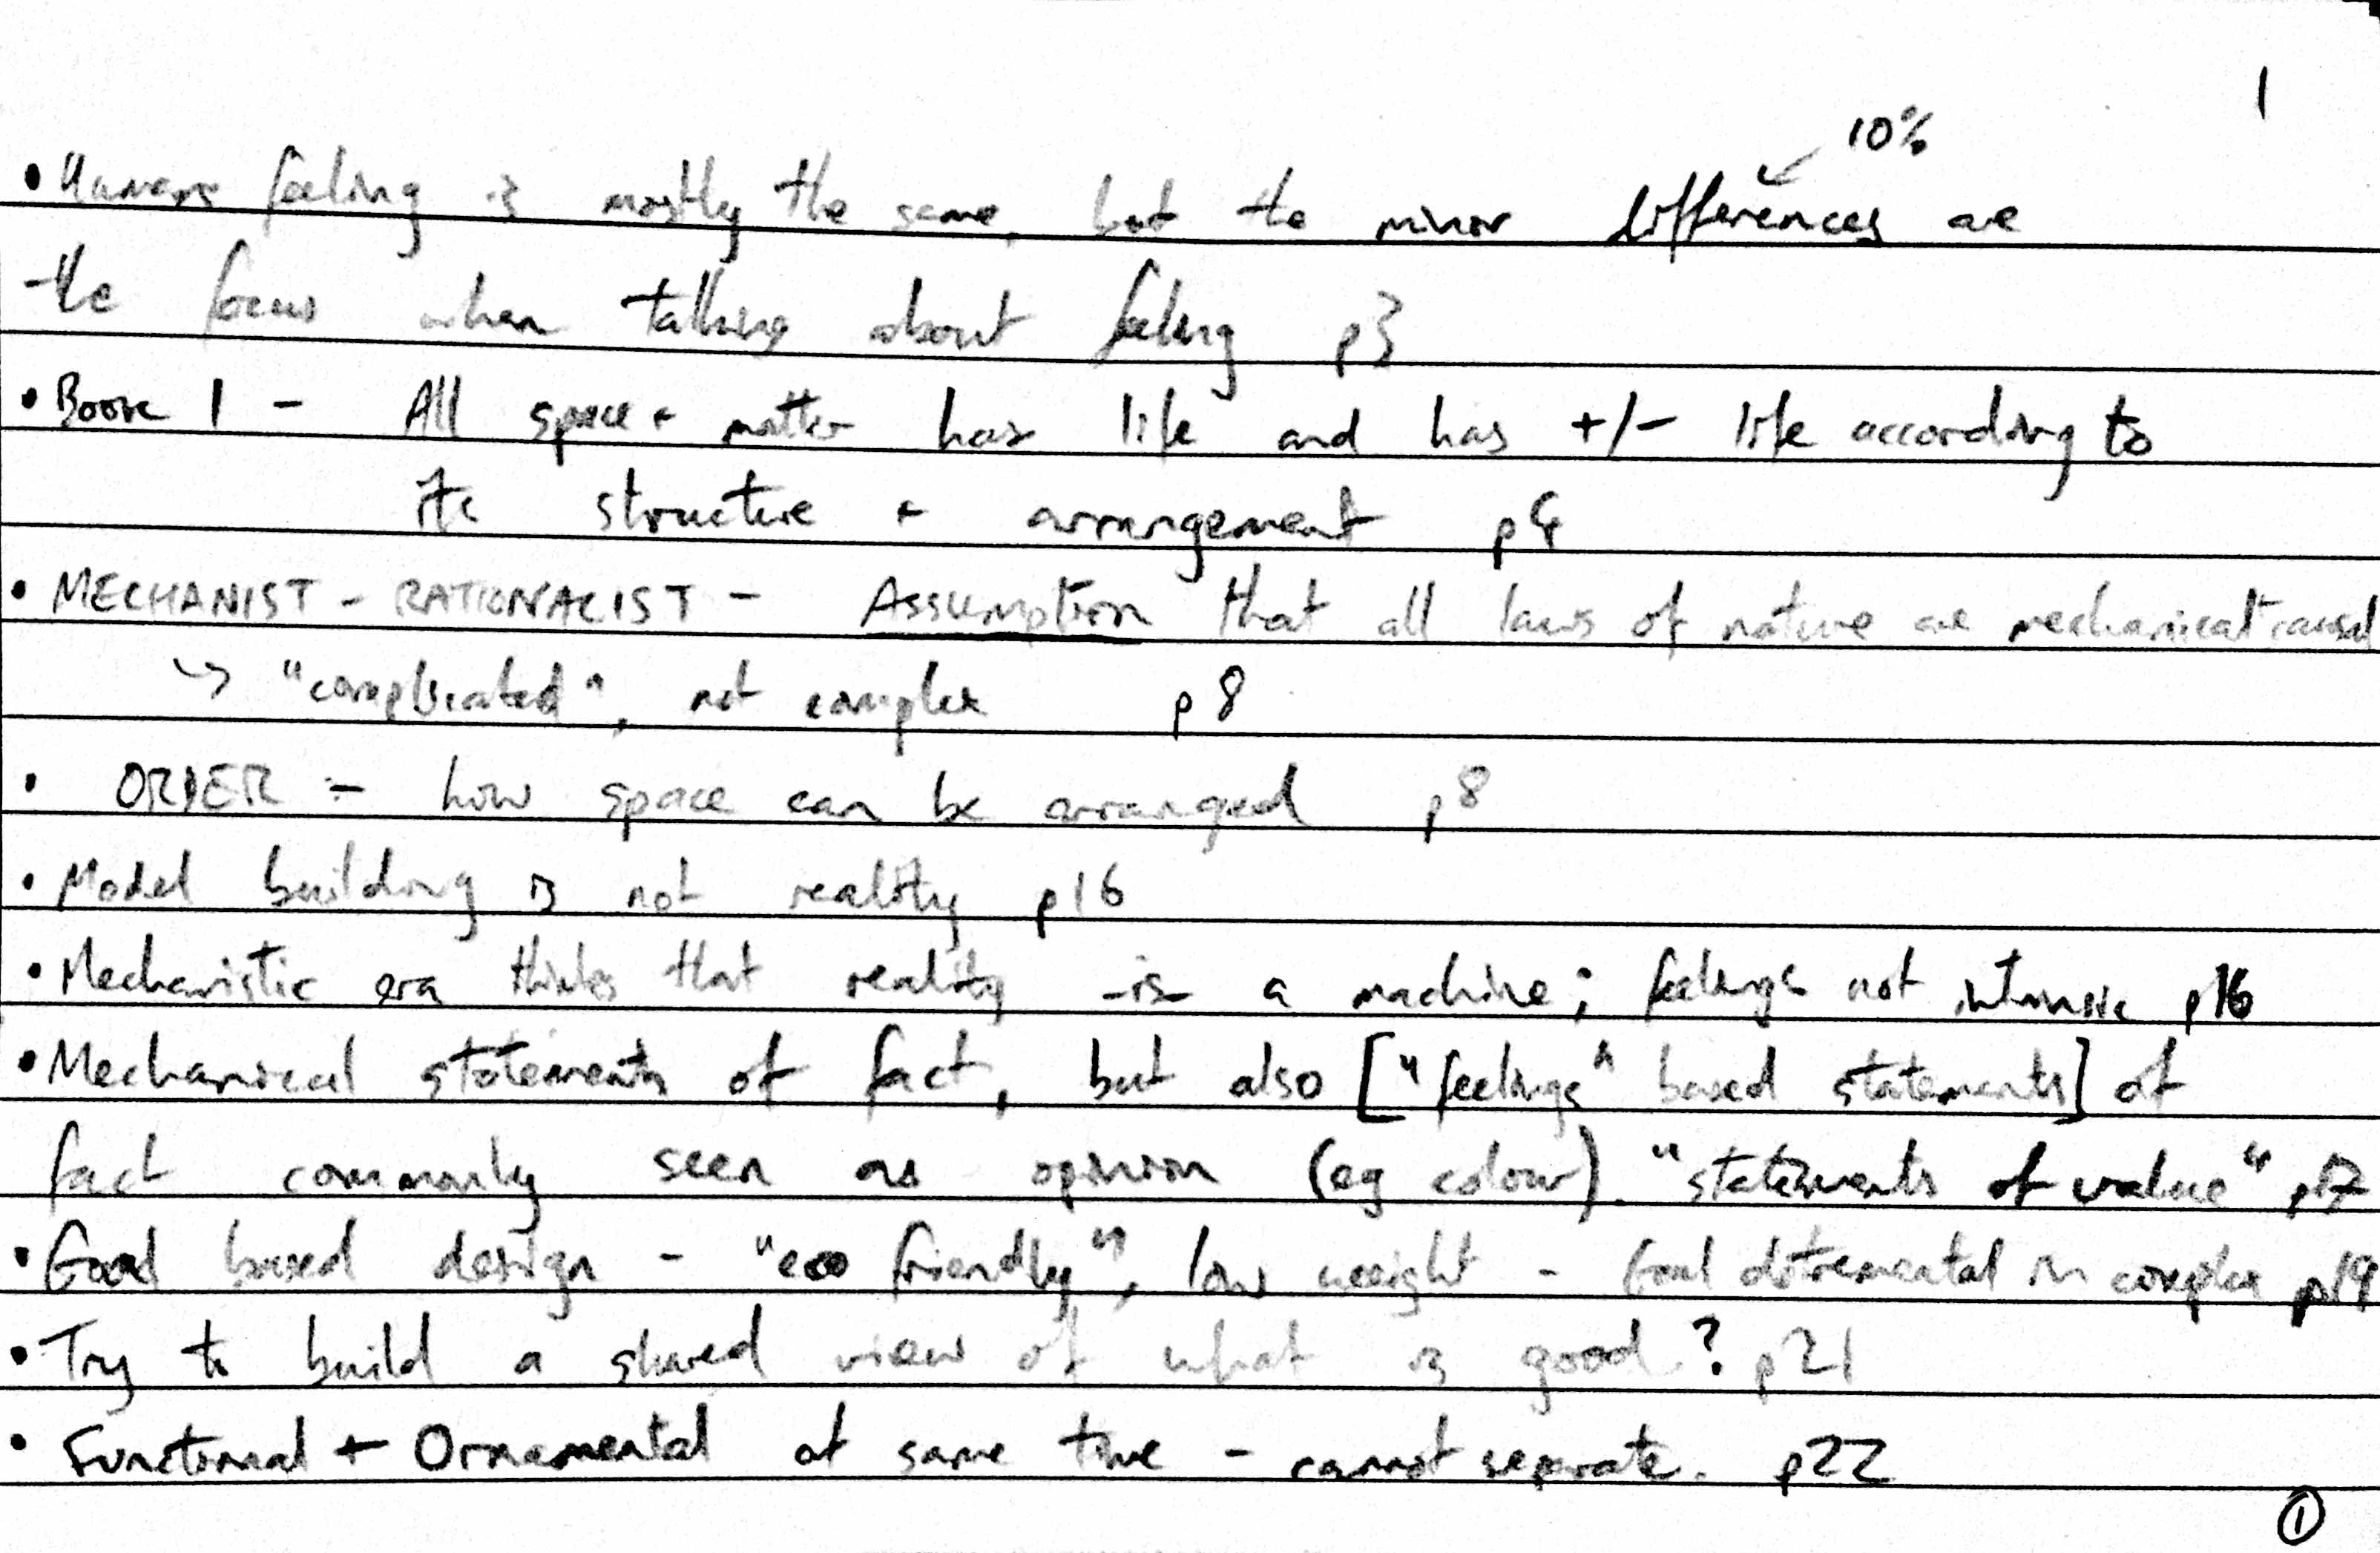 1
10%
• Human feeling is mostly the same, but the minor differences are
the focus when talking about feeling p3
• Book 1 - All space + matter has life and has +/- life according to
its structure + arrangement p4
• MECHANIST - RATIONALIST - Assumption that all laws of nature are mechanical causal
↳ "complicated", not complex p8
• ORDER - how space can be arranged p8
• Model building is not reality p16
• Mechanistic era thinks that reality -is- a machine; feelings not intrinsic p16
• Mechanical statements of fact, but also ["feelings" based statements] of
fact commonly seen as opinion (eg colour). "statements of value" p17
• Goal based design - "eco friendly", low weight - Goal detremental in complex p19
• Try to build a shared view of what is good? p21
• Functional + Ornamental at same time - cannot separate. p22
①